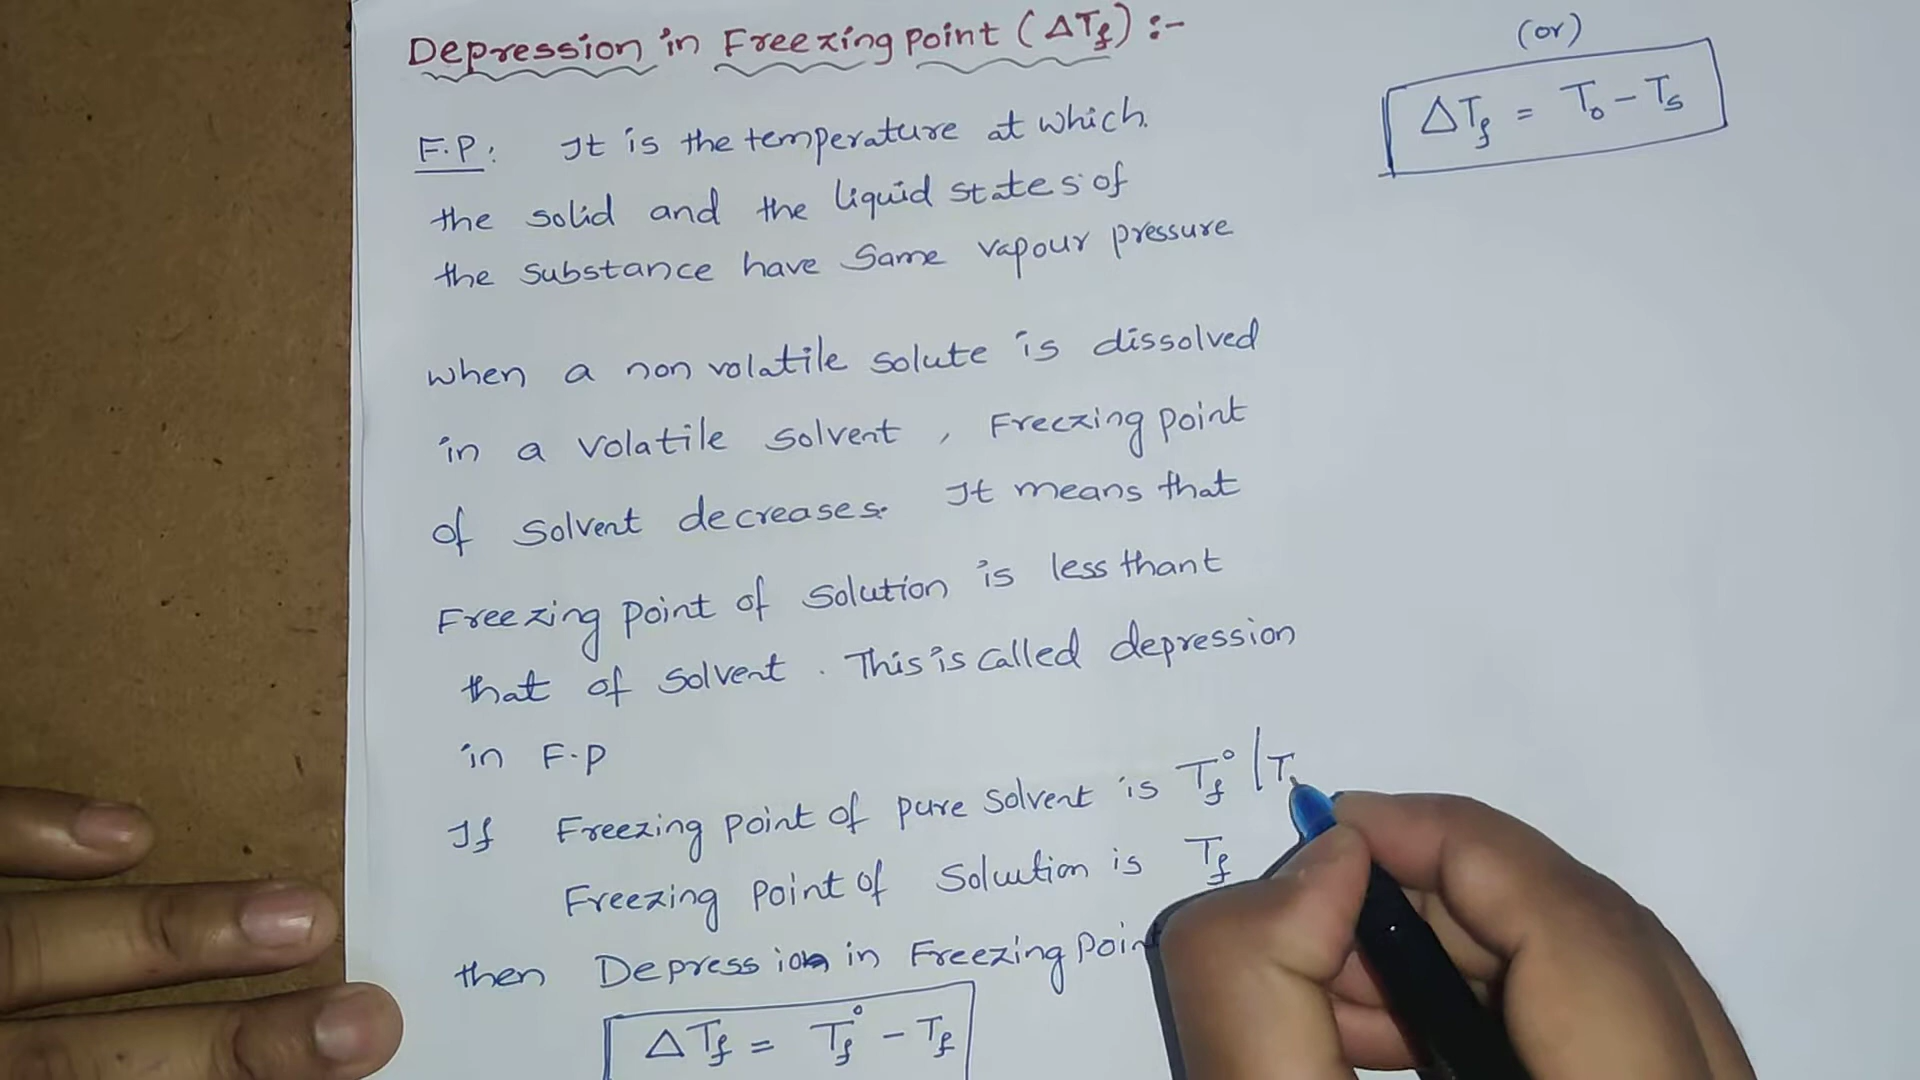 Depression in Freezing point (ΔTf) :-
F.P: It is the temperature at which
the solid and the liquid states of
the substance have same vapour pressure
when a non volatile solute is dissolved
in a volatile solvent , Freezing point
of solvent decreases. It means that
Freezing point of solution is less thant
that of solvent . This is called depression
in F.P
If Freezing point of pure solvent is Tf° | T
Freezing point of Soluution is Tf
then Depression in Freezing Poin
ΔTf = Tf° - Tf
(or)
ΔTf = To - Ts